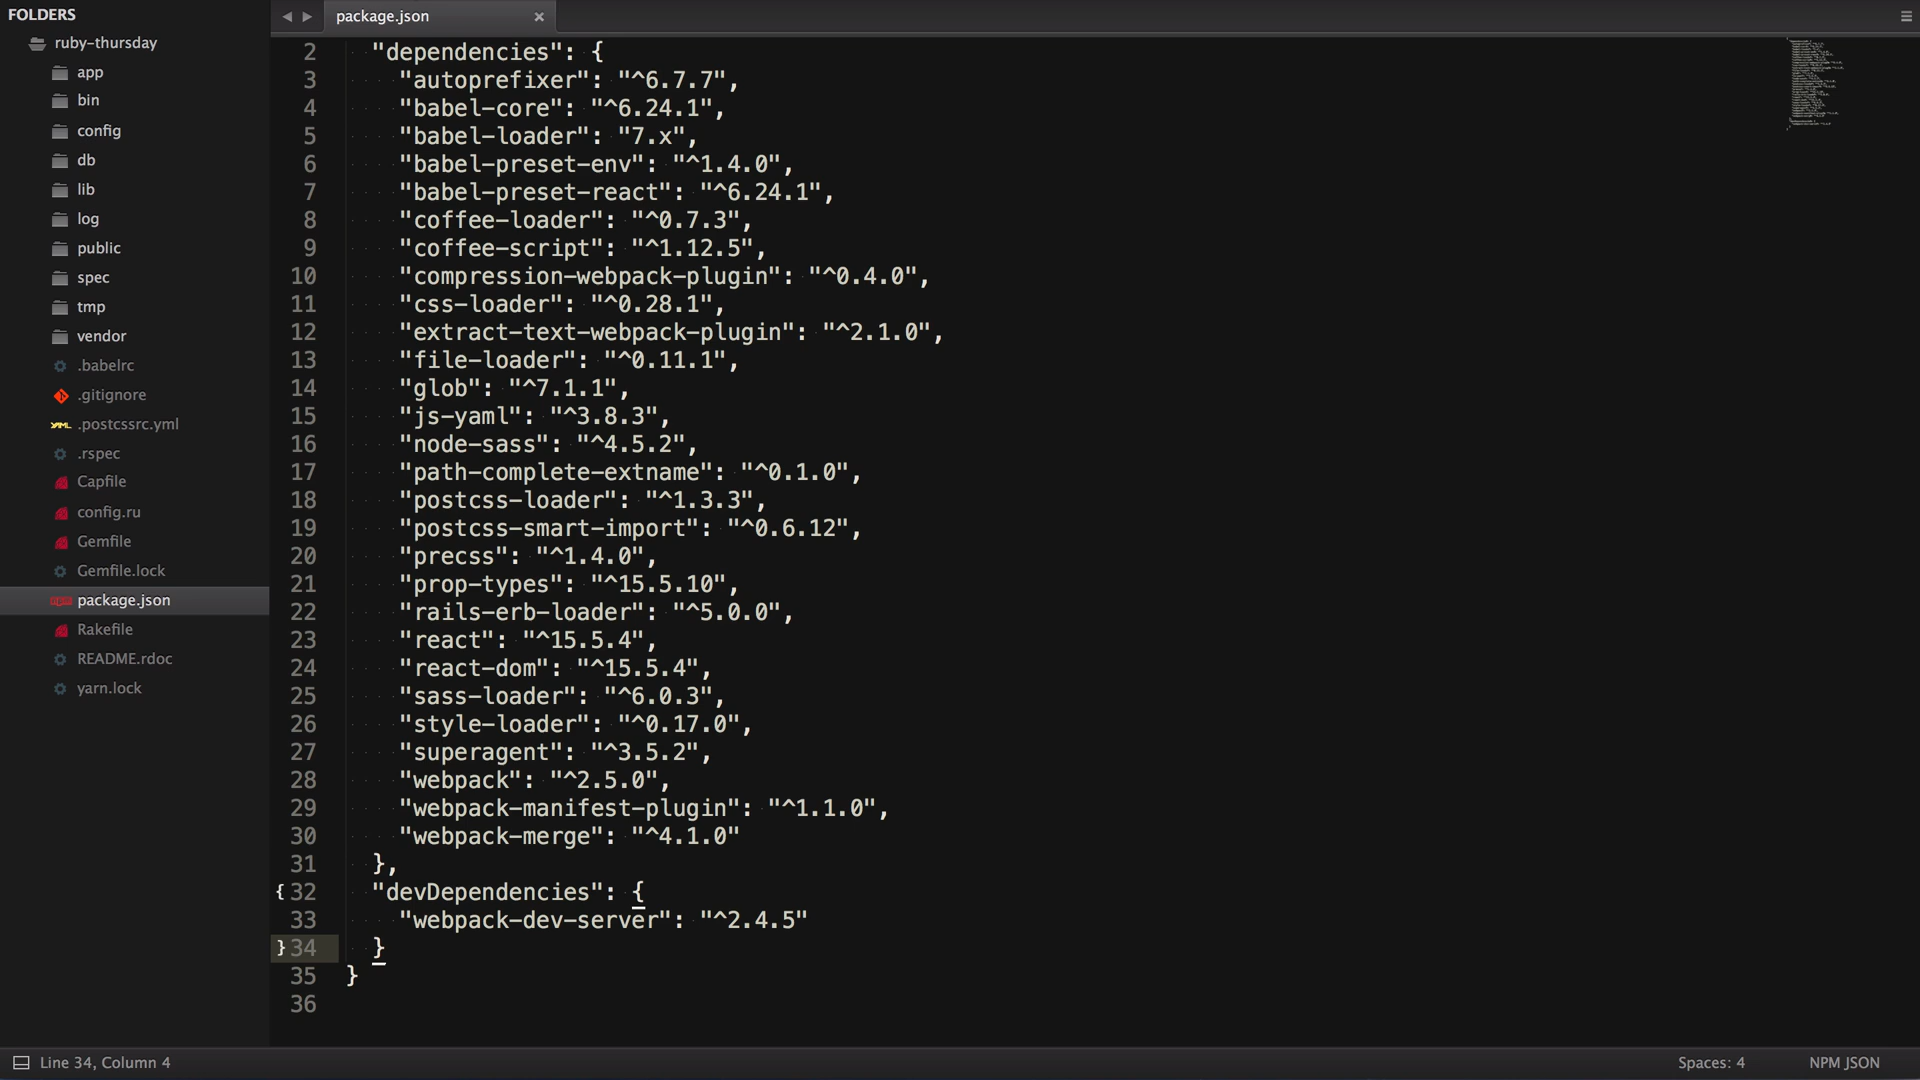 FOLDERS
ruby-thursday
app
bin
config
db
lib
log
public
spec
tmp
vendor
.babelrc
.gitignore
.postcssrc.yml
.rspec
Capfile
config.ru
Gemfile
Gemfile.lock
package.json
Rakefile
README.rdoc
yarn.lock
package.json
2 "dependencies": {
3 "autoprefixer": "^6.7.7",
4 "babel-core": "^6.24.1",
5 "babel-loader": "7.x",
6 "babel-preset-env": "^1.4.0",
7 "babel-preset-react": "^6.24.1",
8 "coffee-loader": "^0.7.3",
9 "coffee-script": "^1.12.5",
10 "compression-webpack-plugin": "^0.4.0",
11 "css-loader": "^0.28.1",
12 "extract-text-webpack-plugin": "^2.1.0",
13 "file-loader": "^0.11.1",
14 "glob": "^7.1.1",
15 "js-yaml": "^3.8.3",
16 "node-sass": "^4.5.2",
17 "path-complete-extname": "^0.1.0",
18 "postcss-loader": "^1.3.3",
19 "postcss-smart-import": "^0.6.12",
20 "precss": "^1.4.0",
21 "prop-types": "^15.5.10",
22 "rails-erb-loader": "^5.0.0",
23 "react": "^15.5.4",
24 "react-dom": "^15.5.4",
25 "sass-loader": "^6.0.3",
26 "style-loader": "^0.17.0",
27 "superagent": "^3.5.2",
28 "webpack": "^2.5.0",
29 "webpack-manifest-plugin": "^1.1.0",
30 "webpack-merge": "^4.1.0"
31 },
{ 32 "devDependencies": {
33 "webpack-dev-server": "^2.4.5"
} 34 }
35 }
36
Line 34, Column 4
Spaces: 4
NPM JSON